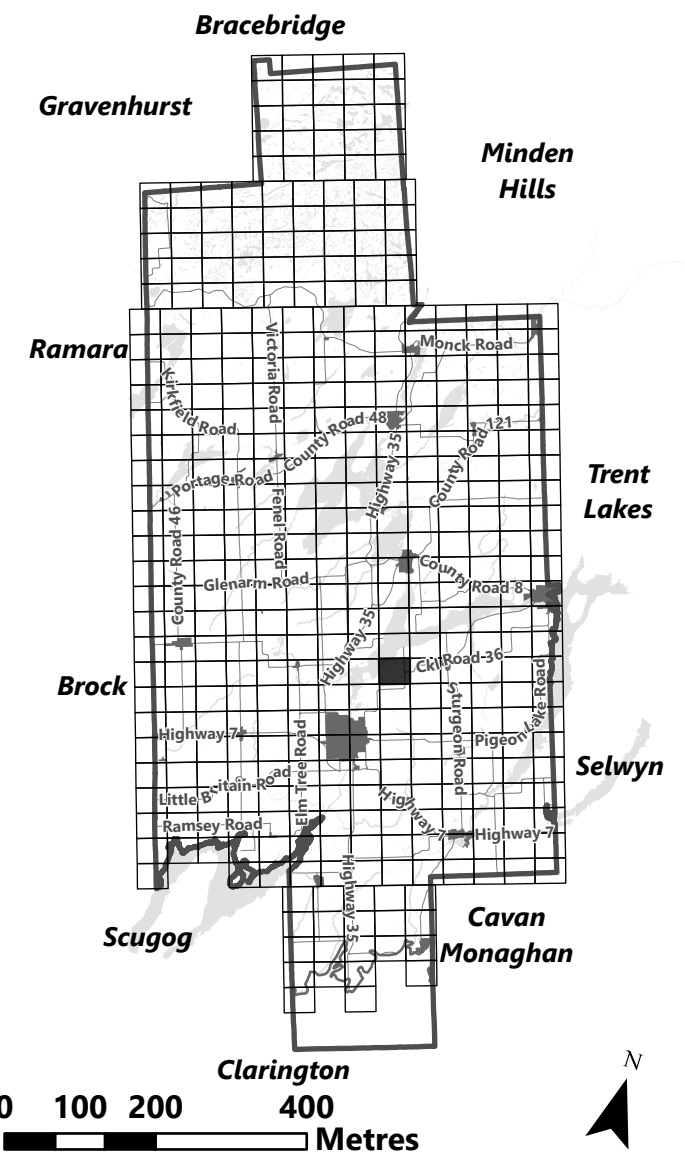 Bracebridge
Gravenhurst
Minden
Hills
Ramara
Monck Road
Victoria Road
Kirkfield Road
County Road 48
County Road 121
Highway 35
Portage Road
Trent
Lakes
Fenel Road
County Road 46
County Road 8
Glenarm Road
Highway 35
Ckl Road 36
Brock
Sturgeon Road
Pigeon Lake Road
Highway 7
Elm Tree Road
Selwyn
Little Britain Road
Highway 7
Ramsey Road
Highway 7
Highway 35
Scugog
Cavan
Monaghan
Clarington
N
0 100 200 400
Metres